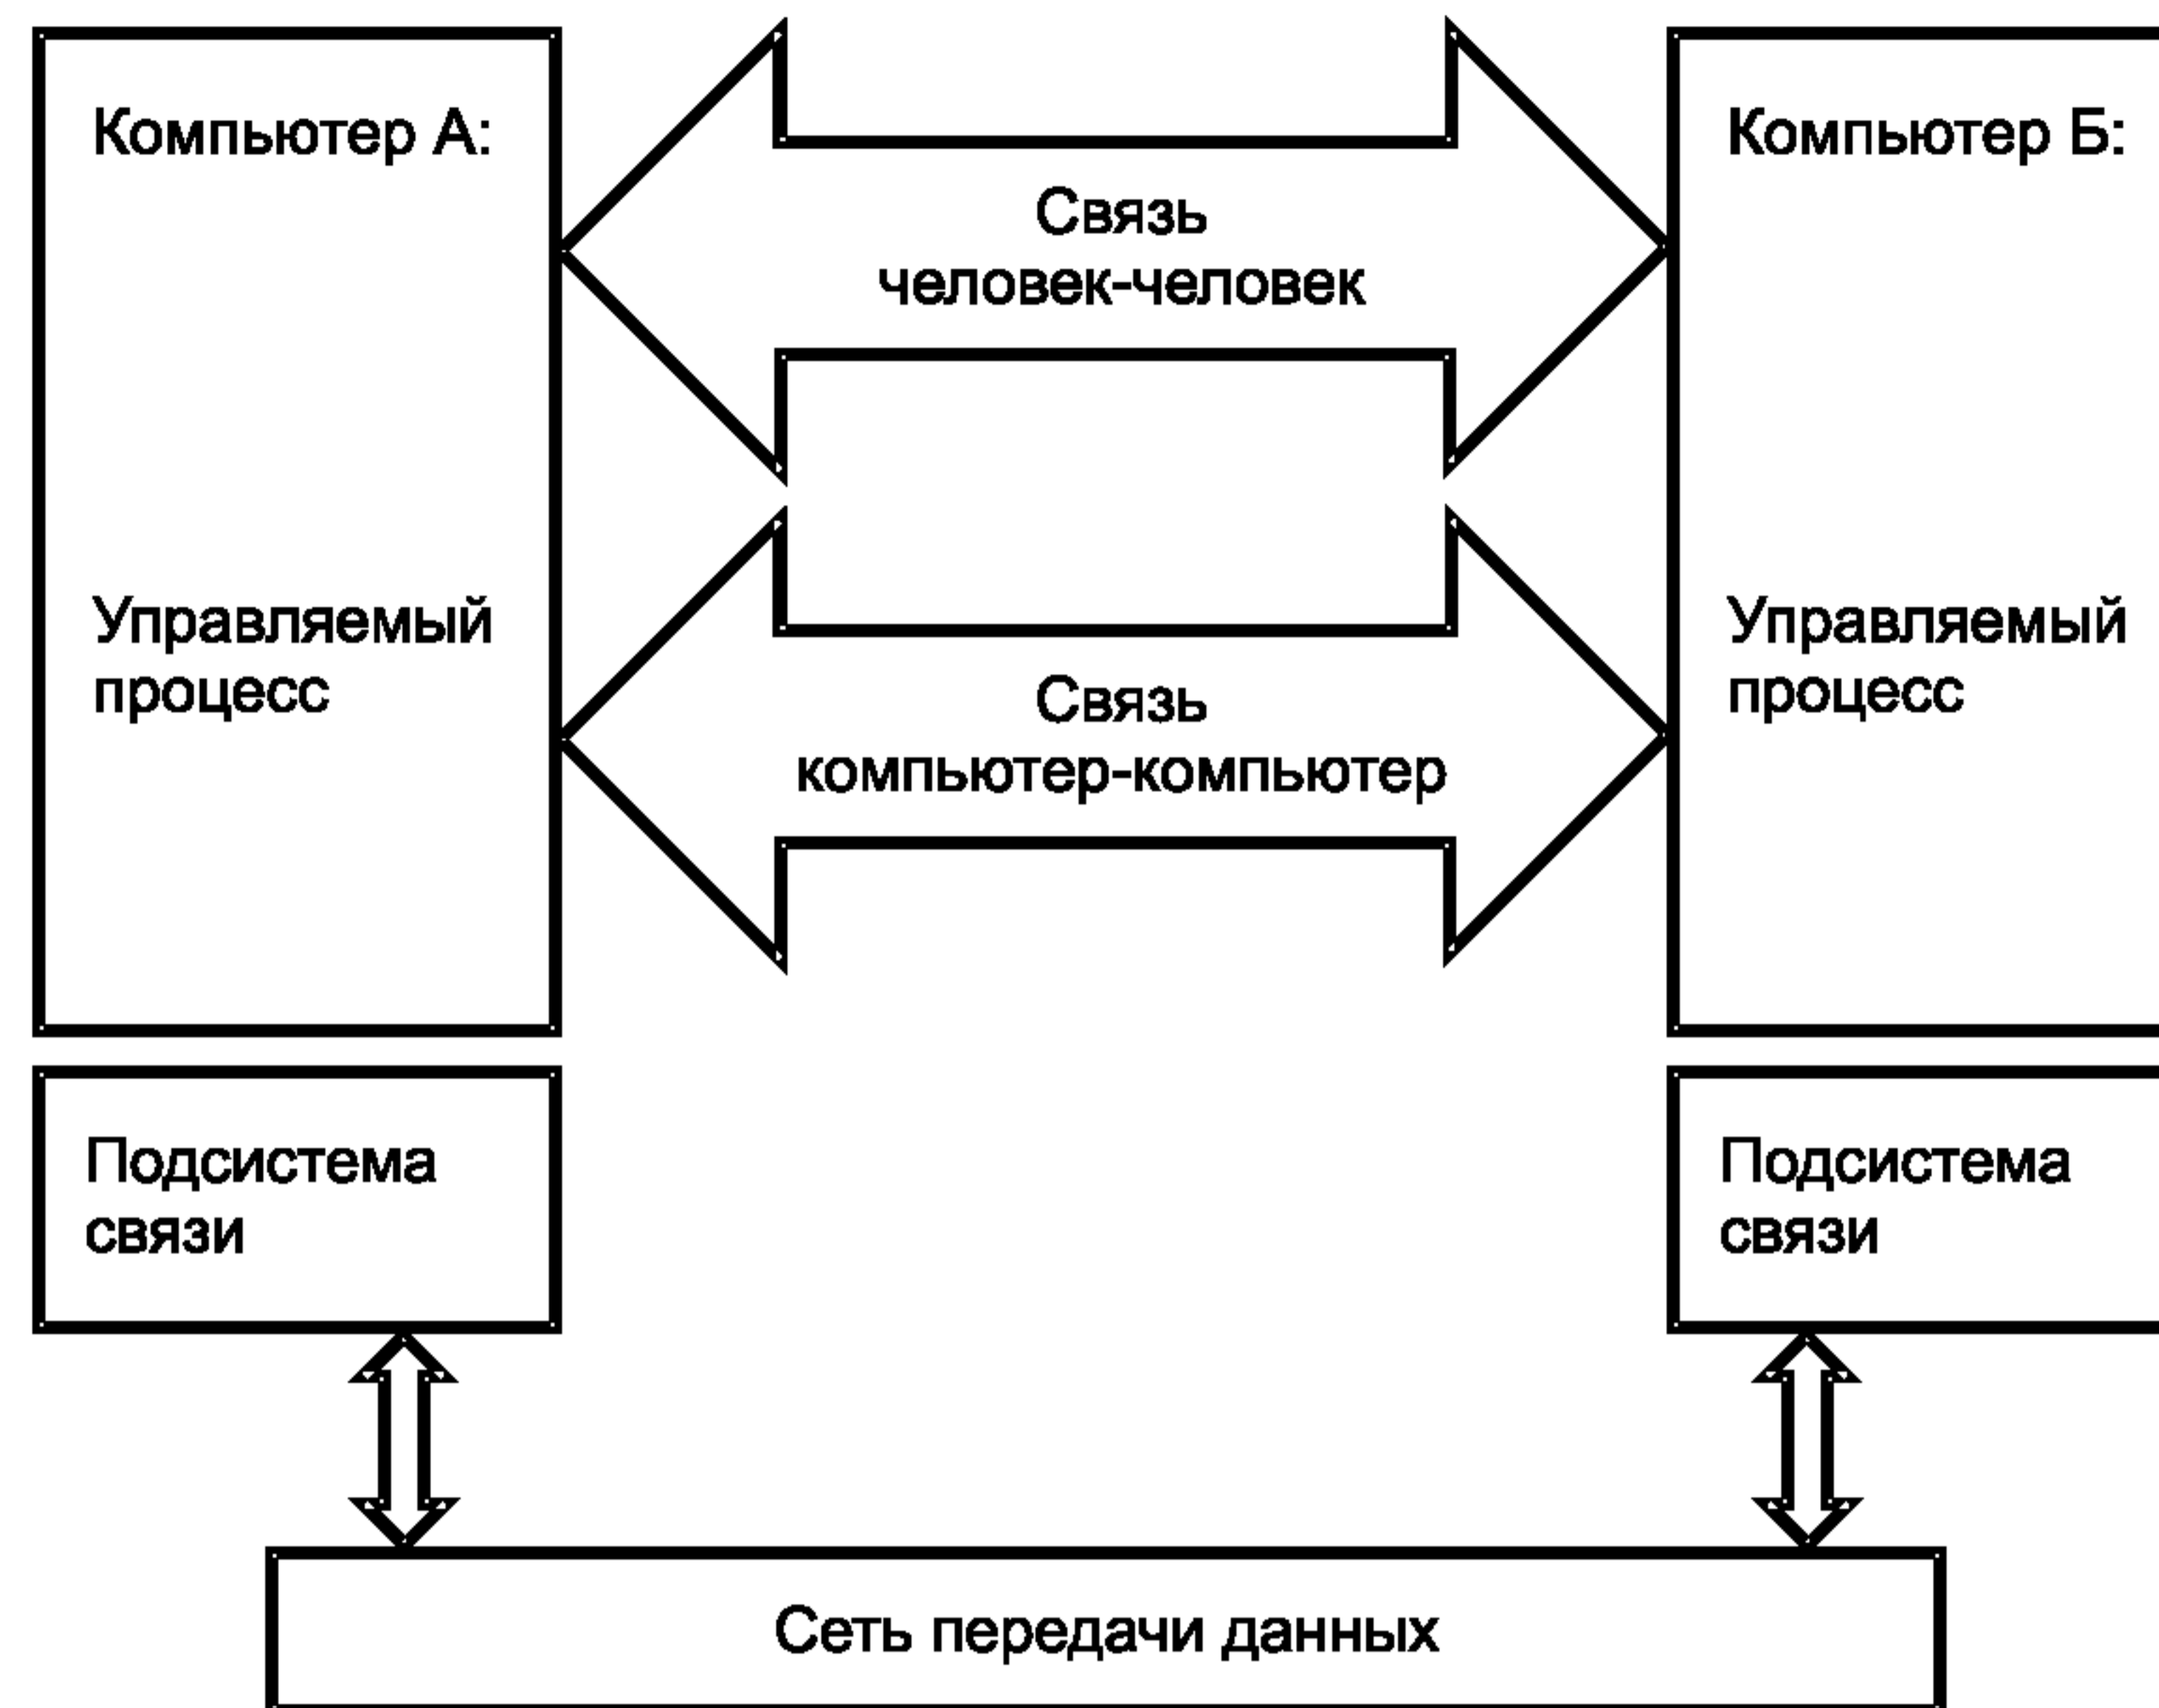 Компьютер А:
Связь
человек-человек
Компьютер Б:
Управляемый
процесс
Связь
компьютер-компьютер
Управляемый
процесс
Подсистема
связи
Подсистема
связи
Сеть передачи данных